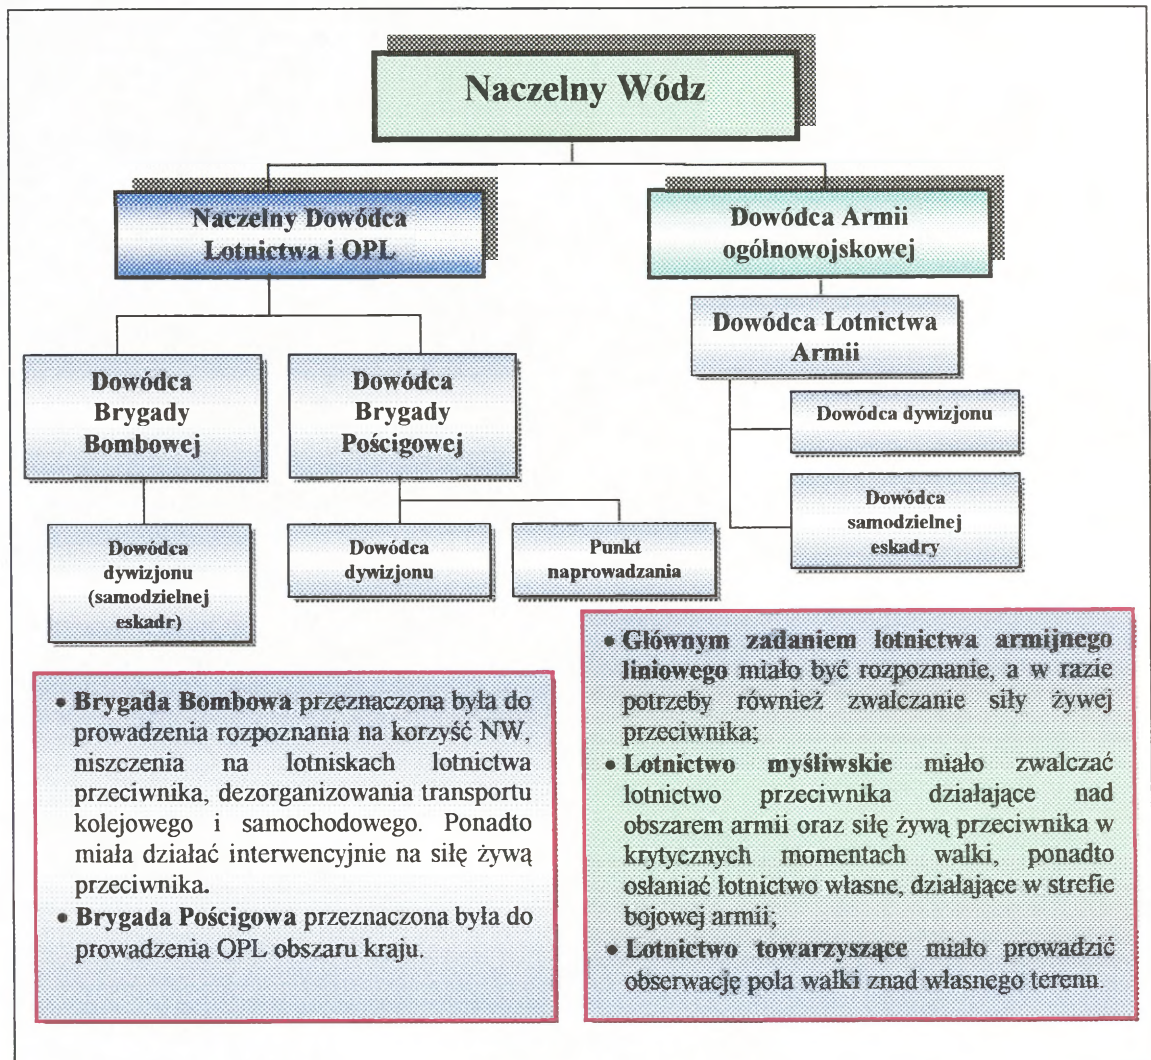 Naczelny Wódz
Naczelny Dowódca
Lotnictwa i OPL
Dowódca Armii
ogólnowojskowej
Dowódca Lotnictwa
Armii
Dowódca
Brygady
Bombowej
Dowódca
Brygady
Pościgowej
Dowódca dywizjonu
Dowódca
samodzielnej
eskadry
Dowódca
dywizjonu
(samodzielnej
eskadr)
Dowódca
dywizjonu
Punkt
naprowadzania
• Brygada Bombowa przeznaczona była do
prowadzenia rozpoznania na korzyść NW,
niszczenia na lotniskach lotnictwa
przeciwnika, dezorganizowania transportu
kolejowego i samochodowego. Ponadto
miała działać interwencyjnie na siłę żywą
przeciwnika.
• Brygada Pościgowa przeznaczona była do
prowadzenia OPL obszaru kraju.
• Głównym zadaniem lotnictwa armijnego
liniowego miało być rozpoznanie, a w razie
potrzeby również zwalczanie siły żywej
przeciwnika;
• Lotnictwo myśliwskie miało zwalczać
lotnictwo przeciwnika działające nad
obszarem armii oraz siłę żywą przeciwnika w
krytycznych momentach walki, ponadto
osłaniać lotnictwo własne, działające w strefie
bojowej armii;
• Lotnictwo towarzyszące miało prowadzić
obserwację pola walki znad własnego terenu.